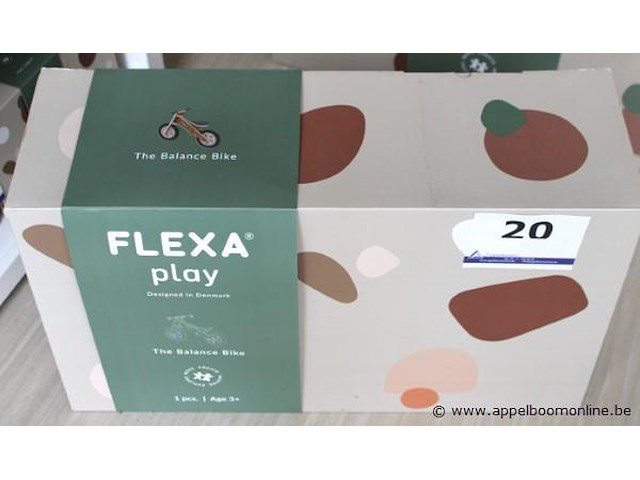 The Balance Bike
20
FLEXA®
play
Designed in Denmark
The Balance Bike
1 pcs. | Age 3+
© www.appelboomonline.be